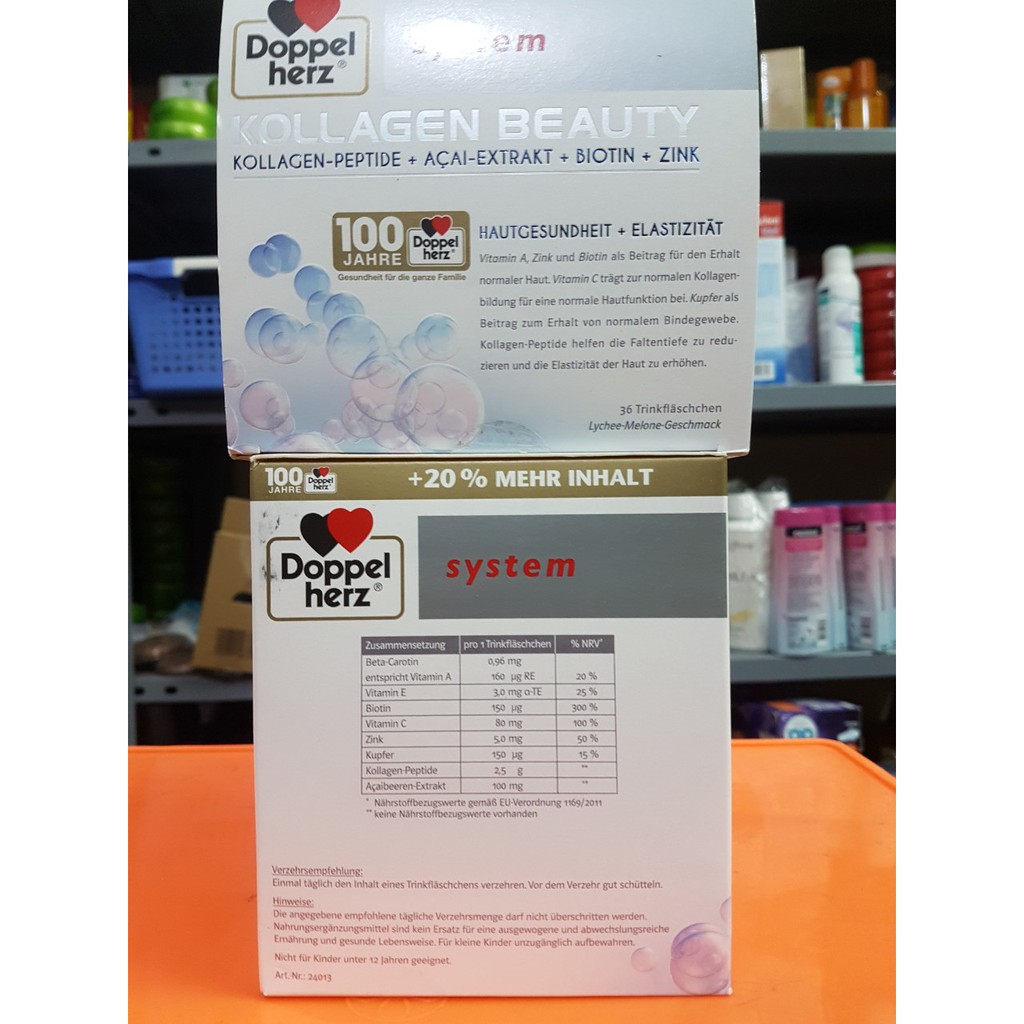 Doppel
herz®
system
KOLLAGEN BEAUTY
KOLLAGEN-PEPTIDE + AÇAI-EXTRAKT + BIOTIN + ZINK
100
JAHRE
Doppel
herz®
Gesundheit für die ganze Familie
HAUTGESUNDHEIT + ELASTIZITÄT
Vitamin A, Zink und Biotin als Beitrag für den Erhalt
normaler Haut. Vitamin C trägt zur normalen Kollagen-
bildung für eine normale Hautfunktion bei. Kupfer als
Beitrag zum Erhalt von normalem Bindegewebe.
Kollagen-Peptide helfen die Faltentiefe zu redu-
zieren und die Elastizität der Haut zu erhöhen.
36 Trinkfläschchen
Lychee-Melone-Geschmack
100
JAHRE
Doppel
herz®
+20 % MEHR INHALT
Doppel
herz®
system
Zusammensetzung pro 1 Trinkfläschchen % NRV*
Beta-Carotin 0,96 mg
entspricht Vitamin A 160 µg RE 20 %
Vitamin E 3,0 mg α-TE 25 %
Biotin 150 µg 300 %
Vitamin C 80 mg 100 %
Zink 5,0 mg 50 %
Kupfer 150 µg 15 %
Kollagen-Peptide 2,5 g **
Açaibeeren-Extrakt 100 mg **
* Nährstoffbezugswerte gemäß EU-Verordnung 1169/2011
** keine Nährstoffbezugswerte vorhanden
Verzehrsempfehlung:
Einmal täglich den Inhalt eines Trinkfläschchens verzehren. Vor dem Verzehr gut schütteln.
Hinweise:
Die angegebene empfohlene tägliche Verzehrsmenge darf nicht überschritten werden.
Nahrungsergänzungsmittel sind kein Ersatz für eine ausgewogene und abwechslungsreiche
Ernährung und gesunde Lebensweise. Für kleine Kinder unzugänglich aufbewahren.
Nicht für Kinder unter 12 Jahren geeignet.
Art.-Nr.: 24013